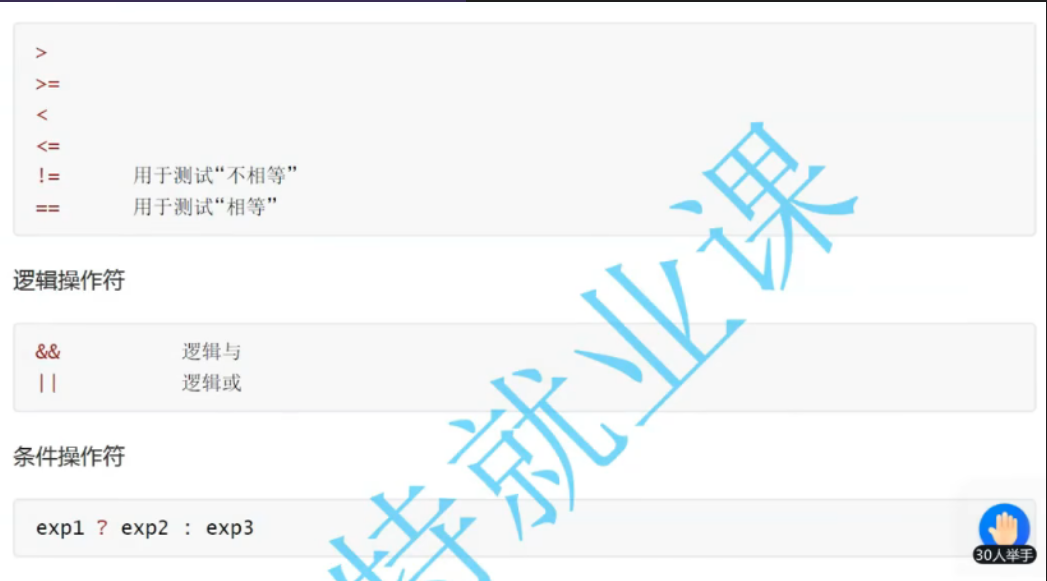 >
>=
<
<=
!= 用于测试“不相等”
== 用于测试“相等”
逻辑操作符
&& 逻辑与
|| 逻辑或
条件操作符
exp1 ? exp2 : exp3
特就业课
30人举手